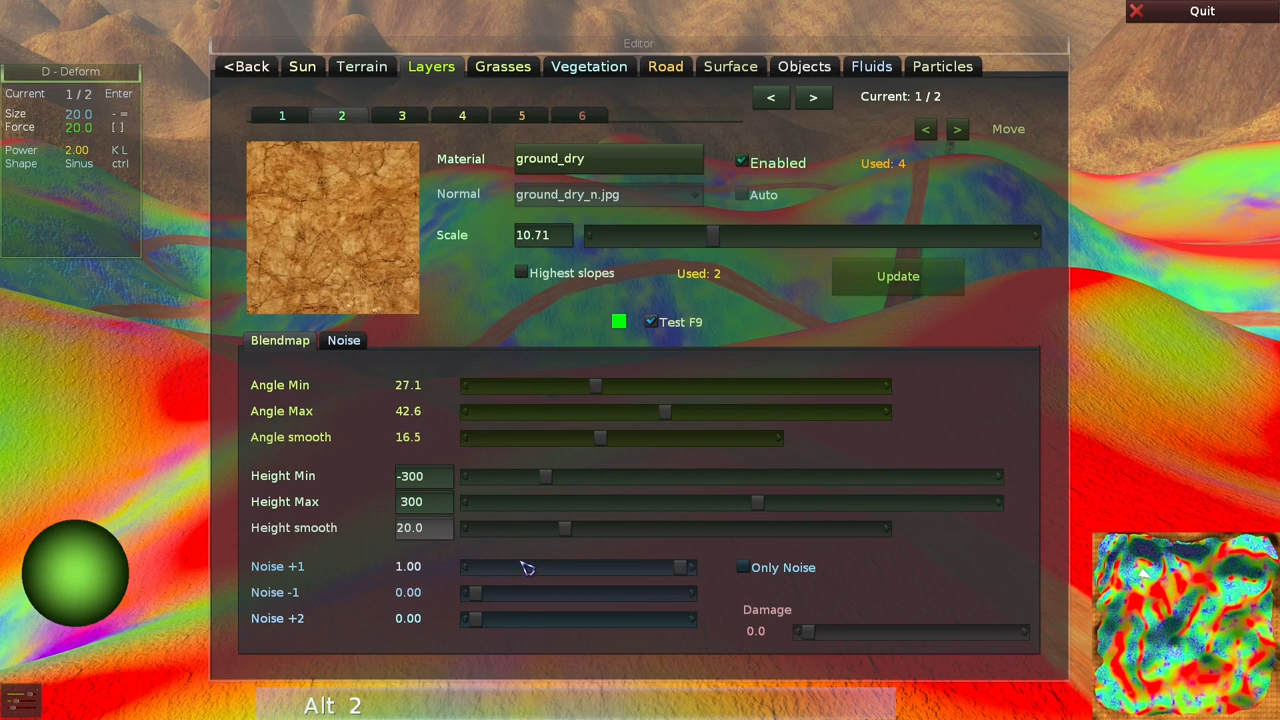 Quit
Editor
<Back Sun Terrain Layers Grasses Vegetation Road Surface Objects Fluids Particles
D - Deform
Current 1 / 2 Enter
Size 20.0 - =
Force 20.0 [ ]
Power 2.00 K L
Shape Sinus ctrl
< > Current: 1 / 2
1 2 3 4 5 6
< > Move
Material ground_dry Enabled Used: 4
Normal ground_dry_n.jpg Auto
Scale 10.71
Highest slopes Used: 2 Update
Test F9
Blendmap Noise
Angle Min 27.1
Angle Max 42.6
Angle smooth 16.5
Height Min -300
Height Max 300
Height smooth 20.0
Noise +1 1.00 Only Noise
Noise -1 0.00
Noise +2 0.00
Damage
0.0
Alt 2